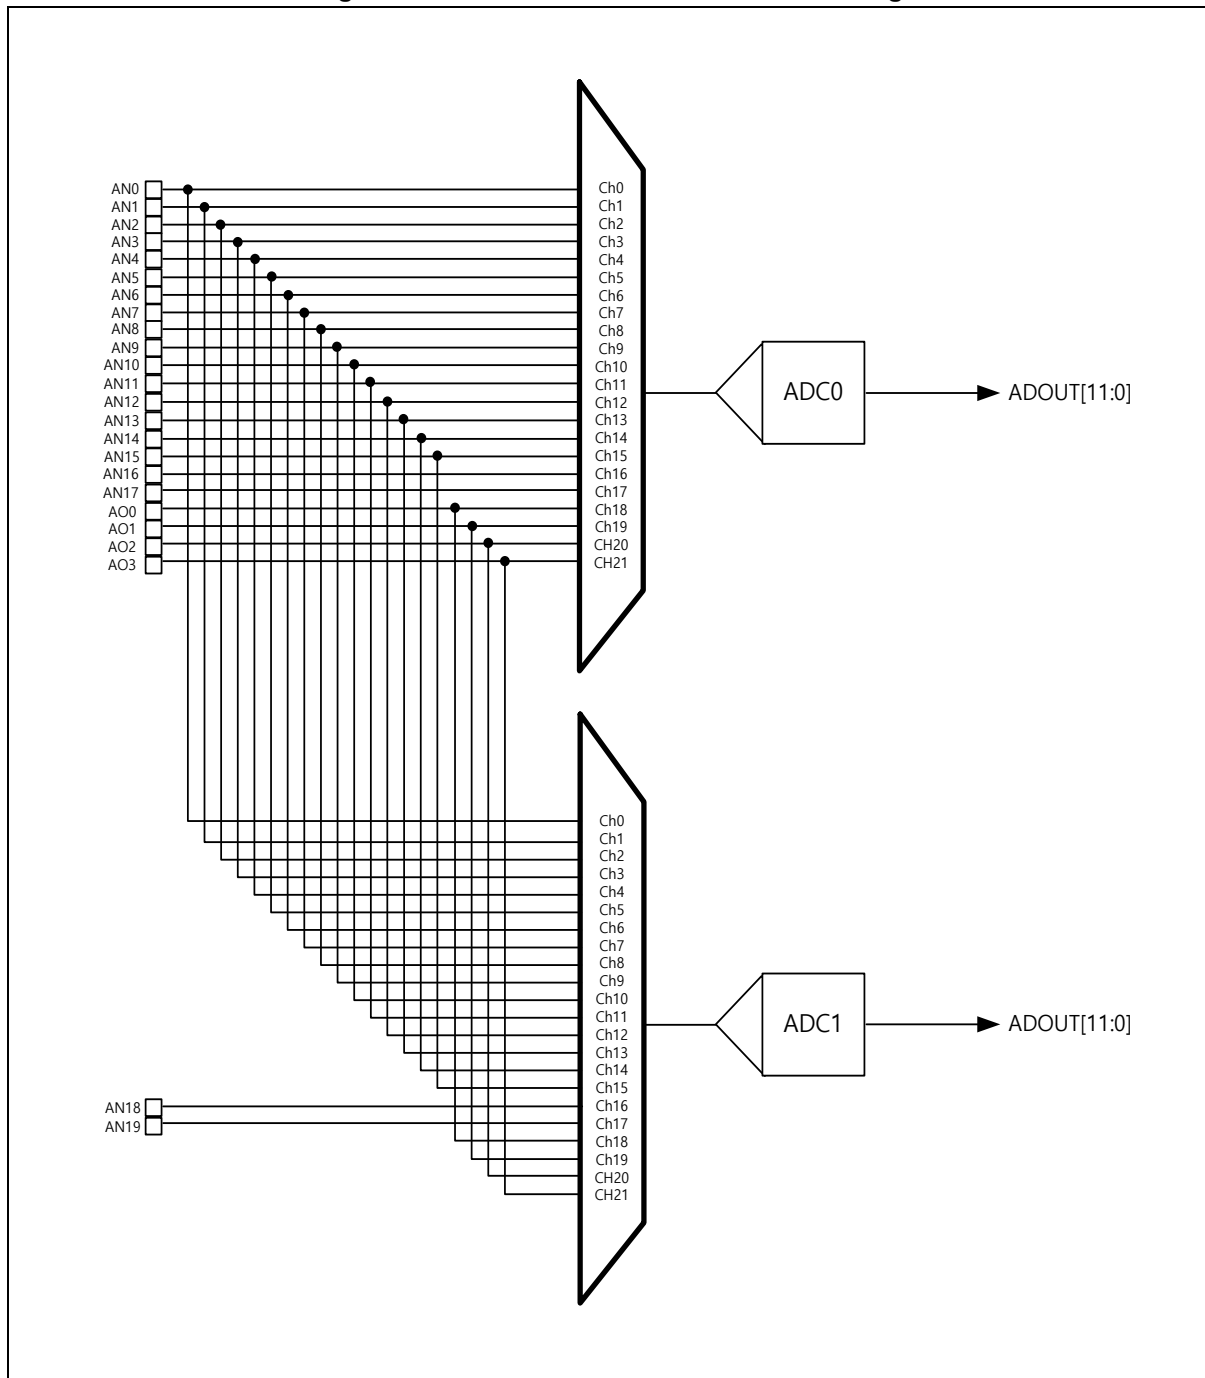 AN0 Ch0
AN1 Ch1
AN2 Ch2
AN3 Ch3
AN4 Ch4
AN5 Ch5
AN6 Ch6
AN7 Ch7
AN8 Ch8
AN9 Ch9
AN10 Ch10
AN11 Ch11
AN12 Ch12
AN13 Ch13
AN14 Ch14
AN15 Ch15
AN16 Ch16
AN17 Ch17
AO0 Ch18
AO1 Ch19
AO2 CH20
AO3 CH21
ADC0 ADOUT[11:0]
Ch0
Ch1
Ch2
Ch3
Ch4
Ch5
Ch6
Ch7
Ch8
Ch9
Ch10
Ch11
Ch12
Ch13
Ch14
Ch15
AN18 Ch16
AN19 Ch17
Ch18
Ch19
CH20
CH21
ADC1 ADOUT[11:0]